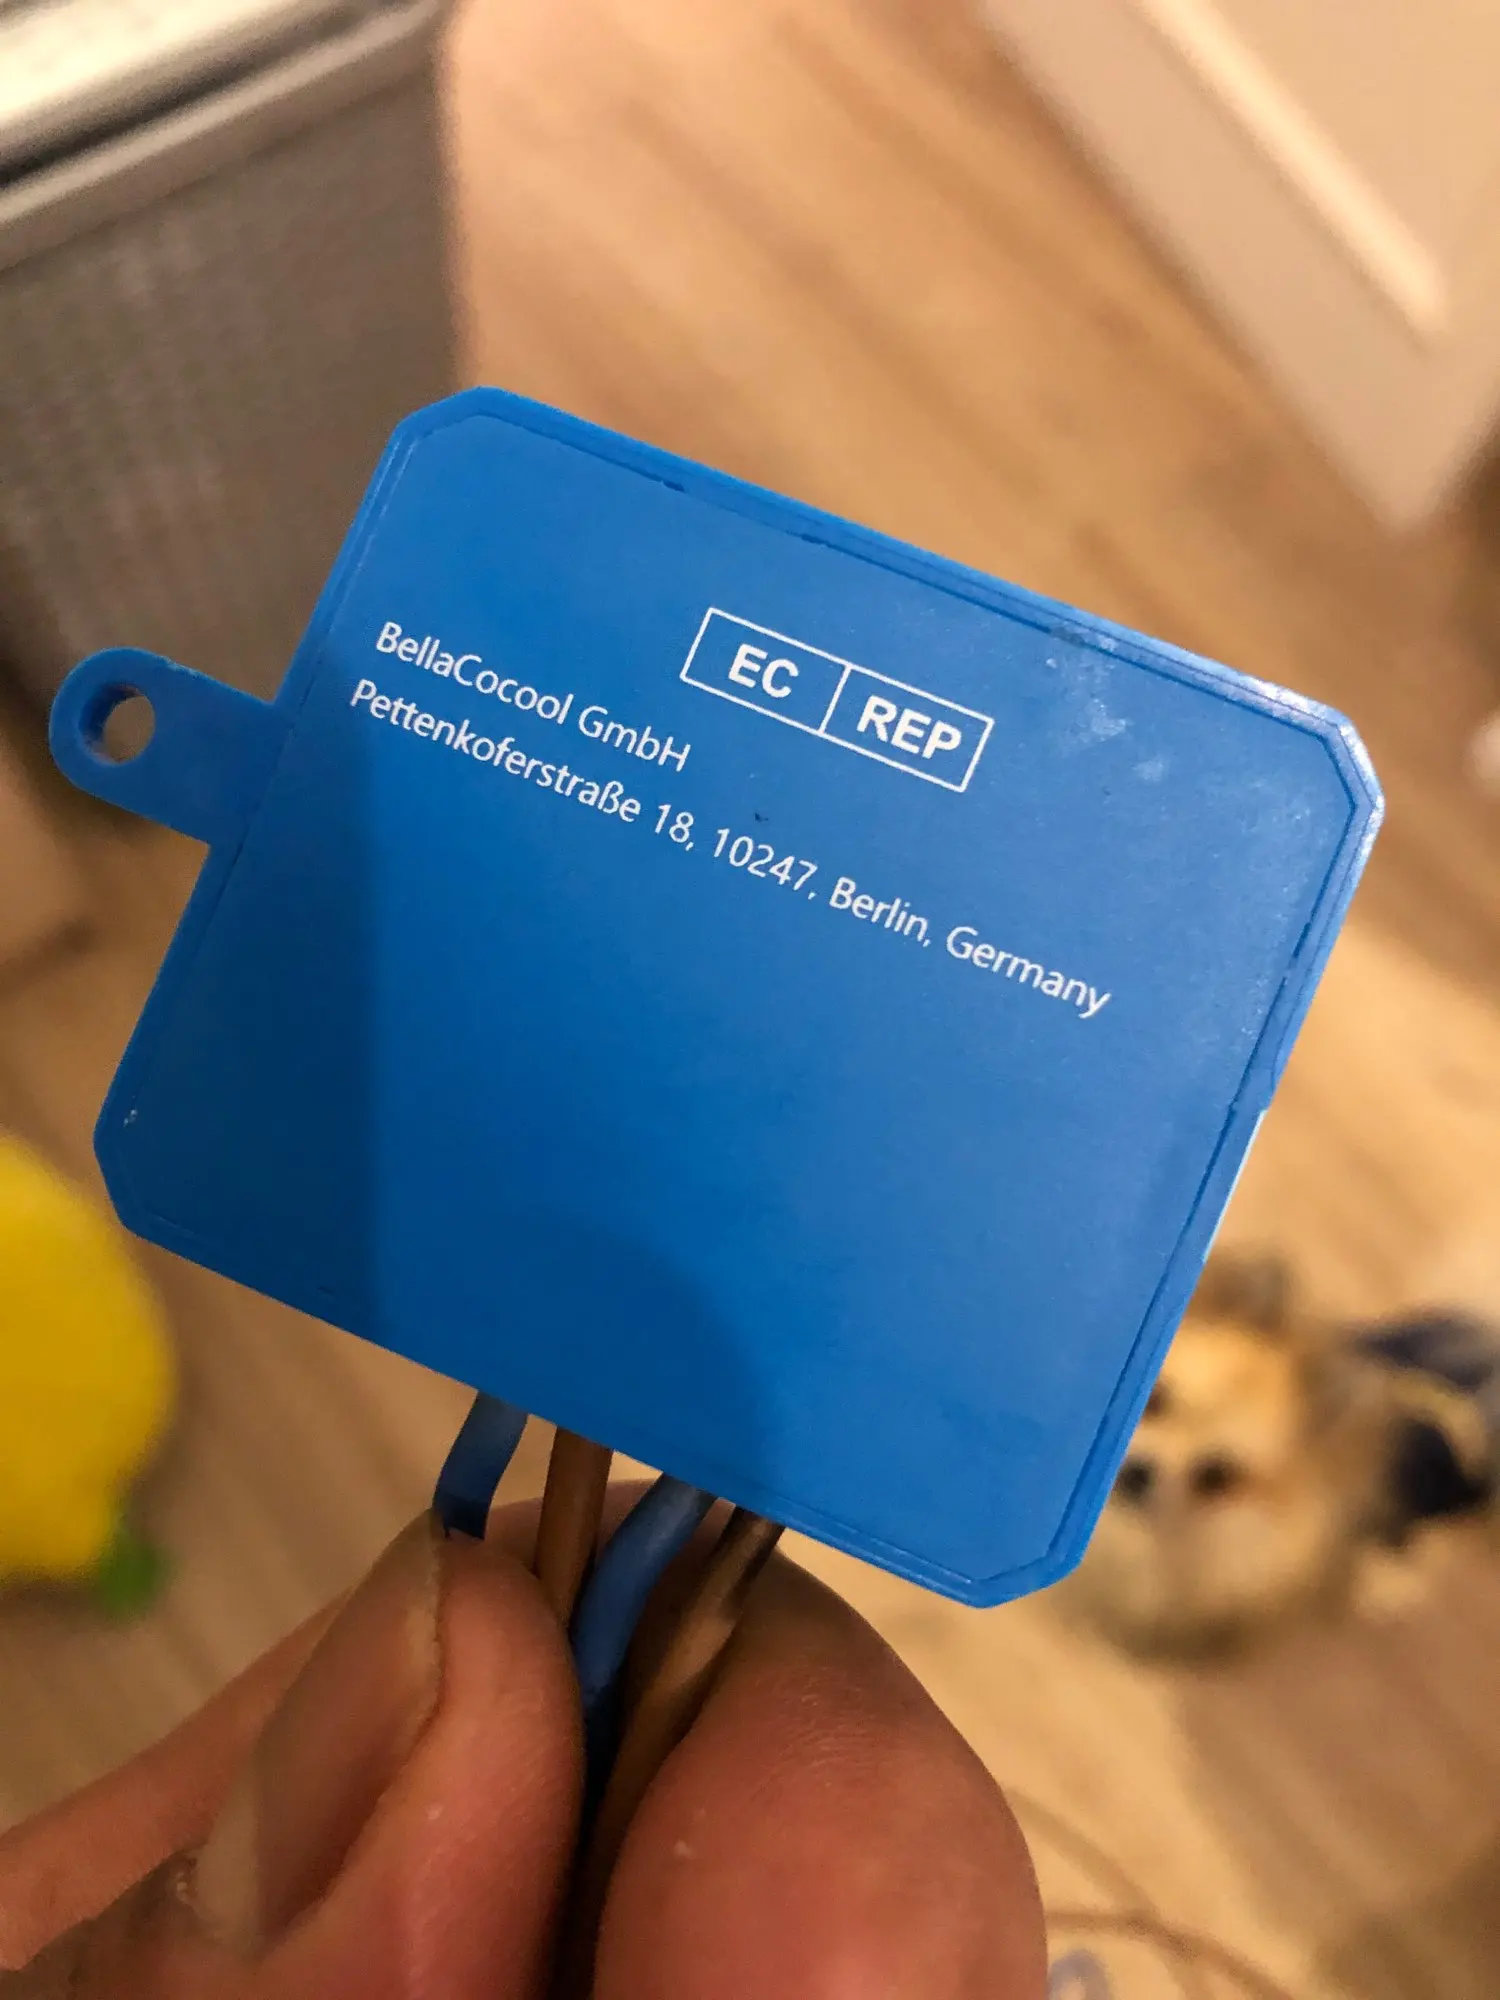 EC REP
BellaCocool GmbH
Pettenkoferstraße 18, 10247, Berlin, Germany